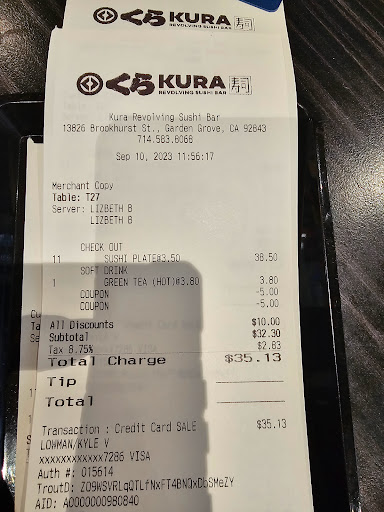 くら KURA 寿司
REVOLVING SUSHI BAR
くら KURA 寿司
REVOLVING SUSHI BAR
Kura Revolving Sushi Bar
13826 Brookhurst St., Garden Grove, CA 92843
714.583.6068
Sep 10, 2023 11:56:17
Merchant Copy
Table: T27
Server: LIZBETH B
LIZBETH B
CHECK OUT
11 SUSHI PLATE@3.50 38.50
SOFT DRINK
1 GREEN TEA (HOT)@3.80 3.80
COUPON -5.00
COUPON -5.00
All Discounts $10.00
Subtotal $32.30
Tax 8.75% $2.83
Total Charge $35.13
Tip
Total
Transaction : Credit Card SALE $35.13
LOWMAN/KYLE V
xxxxxxxxxxxx7286 VISA
Auth #: 015614
TroutD: ZO9WSVRLqQTLfNxFT4BNQxDbSMeZY
AID: A0000000980840